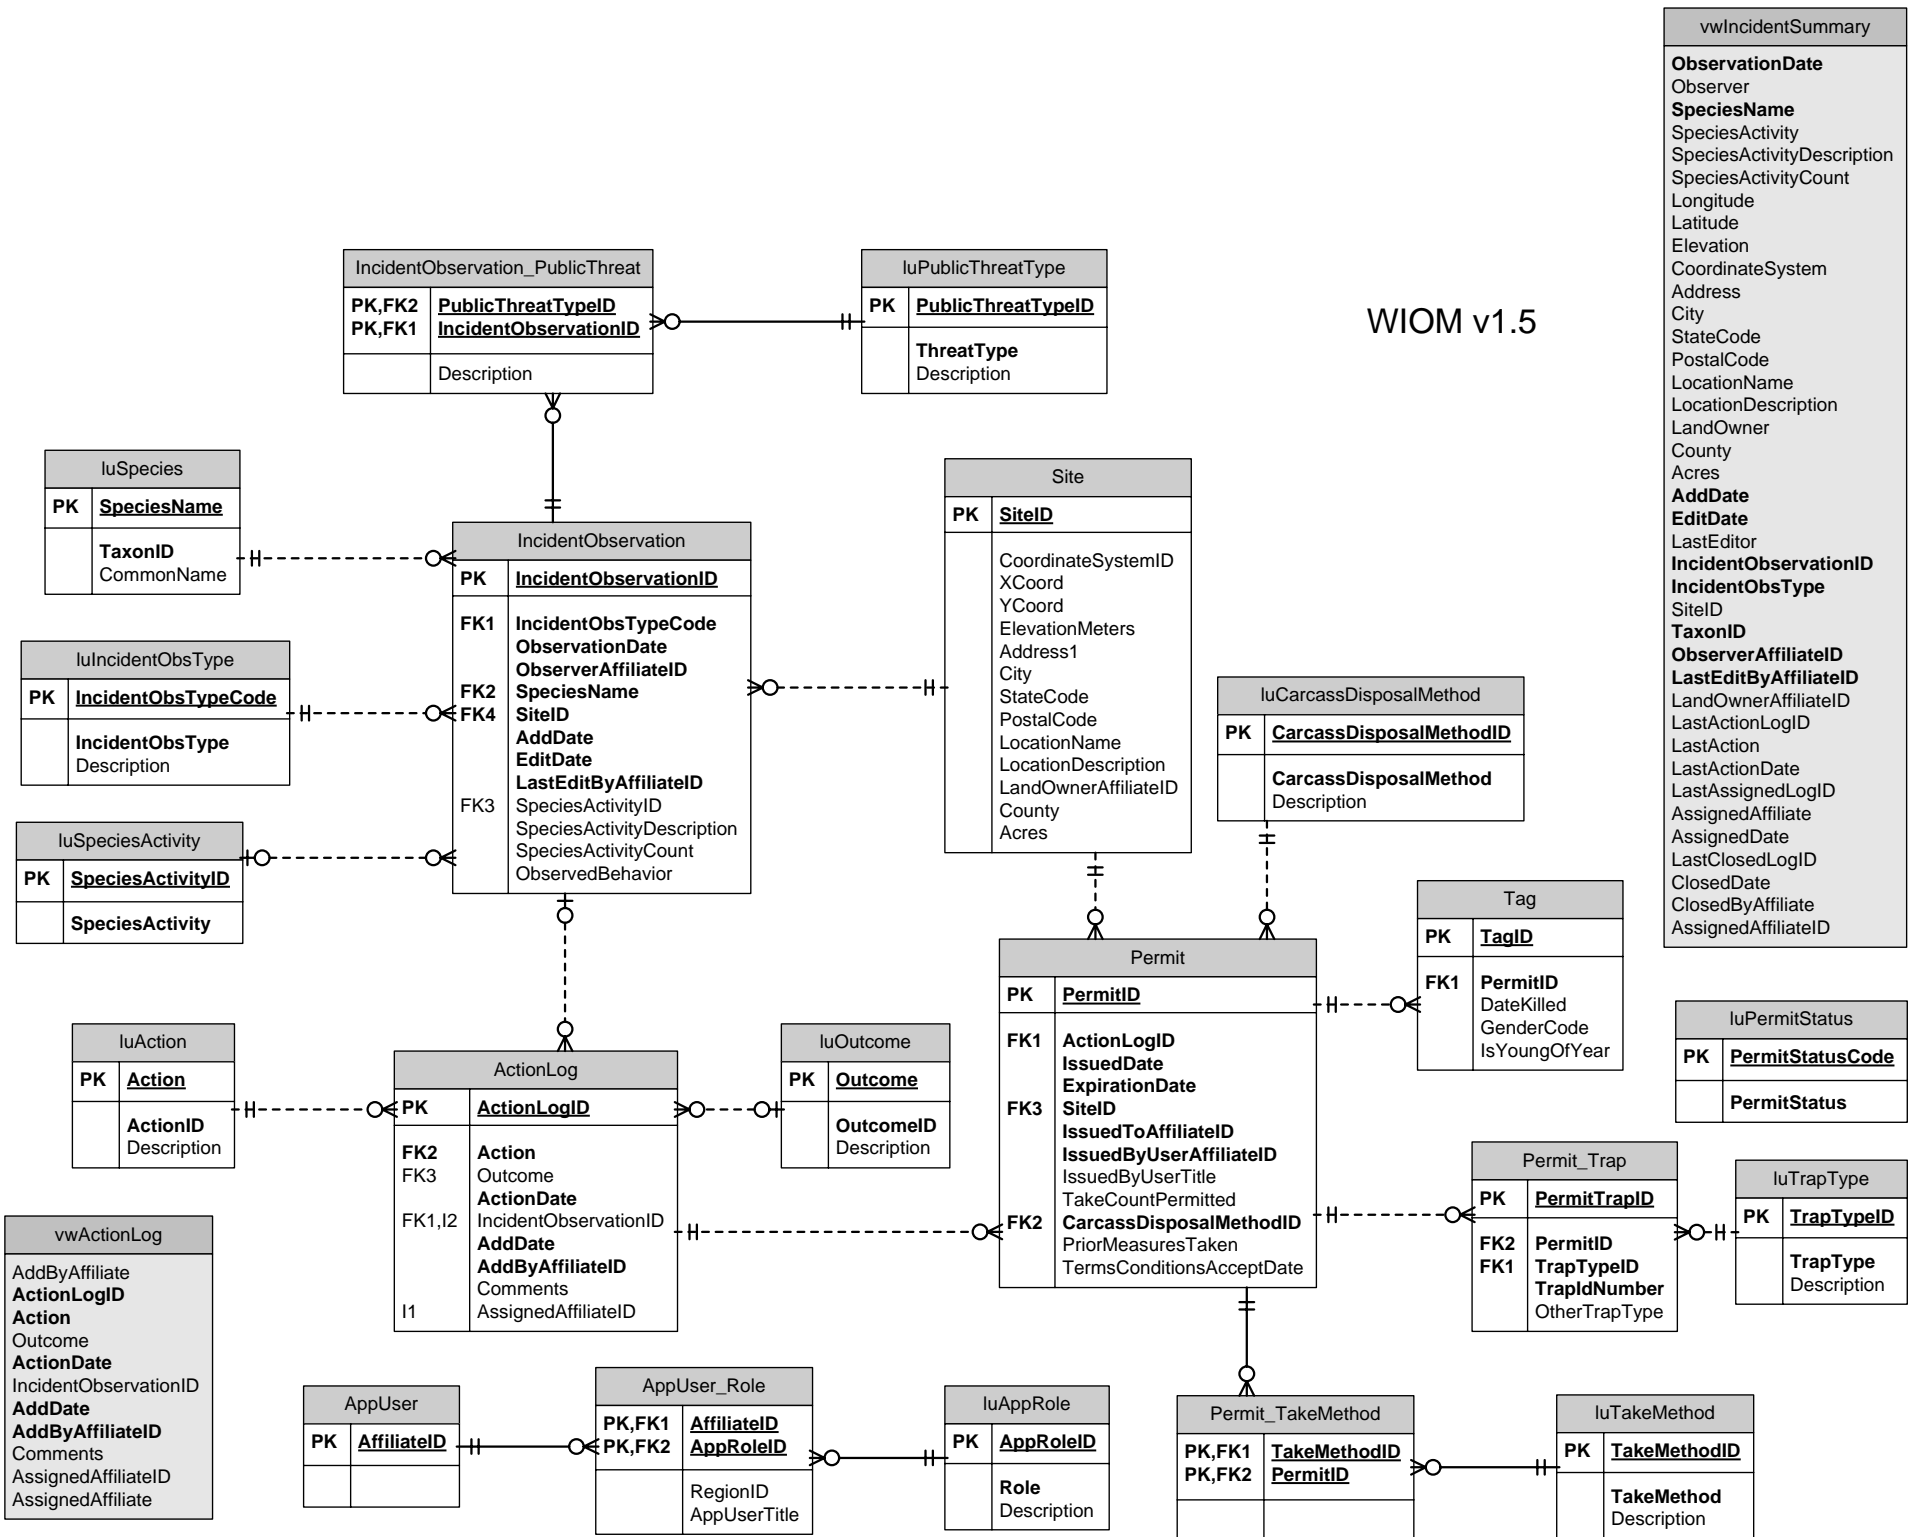 vwIncidentSummary
ObservationDate
Observer
SpeciesName
SpeciesActivity
SpeciesActivityDescription
SpeciesActivityCount
Longitude
Latitude
Elevation
CoordinateSystem
Address
City
StateCode
PostalCode
LocationName
LocationDescription
LandOwner
County
Acres
AddDate
EditDate
LastEditor
IncidentObservationID
IncidentObsType
SiteID
TaxonID
ObserverAffiliateID
LastEditByAffiliateID
LandOwnerAffiliateID
LastActionLogID
LastAction
LastActionDate
LastAssignedLogID
AssignedAffiliate
AssignedDate
LastClosedLogID
ClosedDate
ClosedByAffiliate
AssignedAffiliateID
IncidentObservation_PublicThreat
PK,FK2 PublicThreatTypeID
PK,FK1 IncidentObservationID
Description
luPublicThreatType
PK PublicThreatTypeID
ThreatType
Description
WIOM v1.5
luSpecies
PK SpeciesName
TaxonID
CommonName
IncidentObservation
PK IncidentObservationID
FK1 IncidentObsTypeCode
ObservationDate
ObserverAffiliateID
FK2 SpeciesName
FK4 SiteID
AddDate
EditDate
LastEditByAffiliateID
FK3 SpeciesActivityID
SpeciesActivityDescription
SpeciesActivityCount
ObservedBehavior
Site
PK SiteID
CoordinateSystemID
XCoord
YCoord
ElevationMeters
Address1
City
StateCode
PostalCode
LocationName
LocationDescription
LandOwnerAffiliateID
County
Acres
luIncidentObsType
PK IncidentObsTypeCode
IncidentObsType
Description
luCarcassDisposalMethod
PK CarcassDisposalMethodID
CarcassDisposalMethod
Description
luSpeciesActivity
PK SpeciesActivityID
SpeciesActivity
Tag
PK TagID
FK1 PermitID
DateKilled
GenderCode
IsYoungOfYear
Permit
PK PermitID
FK1 ActionLogID
IssuedDate
ExpirationDate
FK3 SiteID
IssuedToAffiliateID
IssuedByUserAffiliateID
IssuedByUserTitle
TakeCountPermitted
FK2 CarcassDisposalMethodID
PriorMeasuresTaken
TermsConditionsAcceptDate
luPermitStatus
PK PermitStatusCode
PermitStatus
luAction
PK Action
ActionID
Description
ActionLog
PK ActionLogID
FK2 Action
FK3 Outcome
ActionDate
FK1,I2 IncidentObservationID
AddDate
AddByAffiliateID
Comments
I1 AssignedAffiliateID
luOutcome
PK Outcome
OutcomeID
Description
Permit_Trap
PK PermitTrapID
FK2 PermitID
FK1 TrapTypeID
TrapIdNumber
OtherTrapType
luTrapType
PK TrapTypeID
TrapType
Description
vwActionLog
AddByAffiliate
ActionLogID
Action
Outcome
ActionDate
IncidentObservationID
AddDate
AddByAffiliateID
Comments
AssignedAffiliateID
AssignedAffiliate
AppUser
PK AffiliateID
AppUser_Role
PK,FK1 AffiliateID
PK,FK2 AppRoleID
RegionID
AppUserTitle
luAppRole
PK AppRoleID
Role
Description
Permit_TakeMethod
PK,FK1 TakeMethodID
PK,FK2 PermitID
luTakeMethod
PK TakeMethodID
TakeMethod
Description